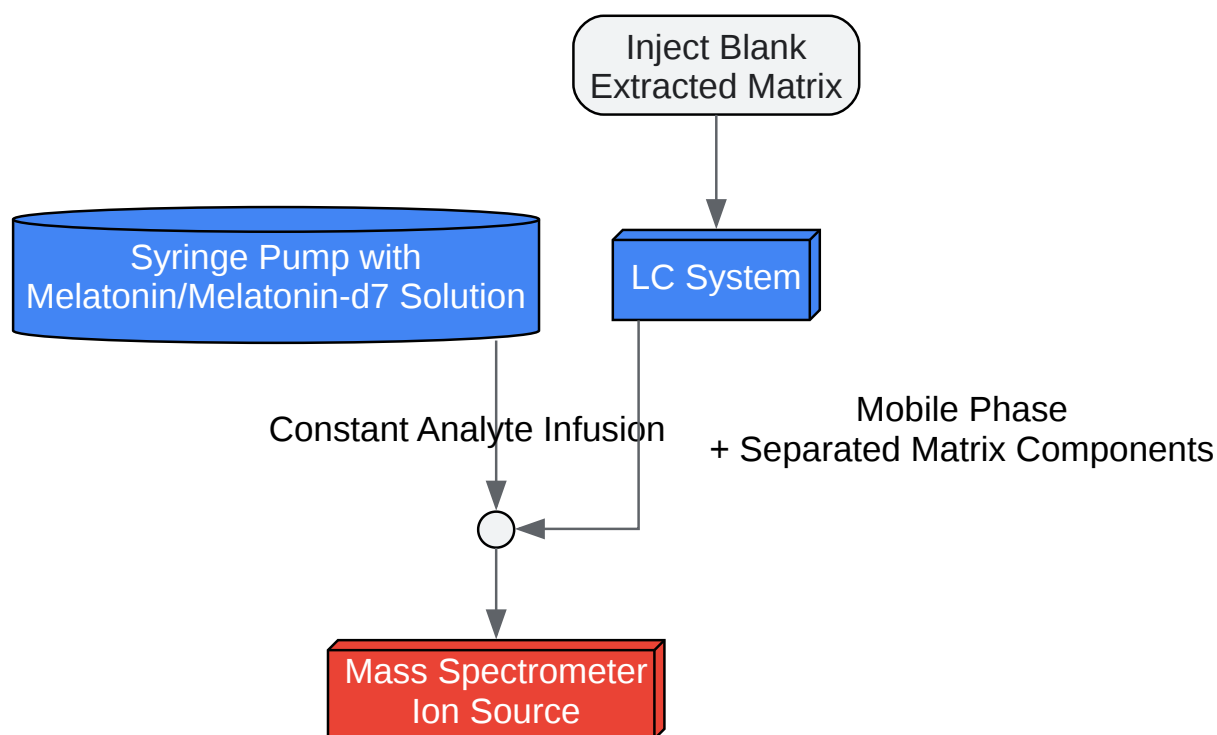 Inject Blank
Extracted Matrix
Syringe Pump with
Melatonin/Melatonin-d7 Solution
LC System
Constant Analyte Infusion
Mobile Phase
+ Separated Matrix Components
Mass Spectrometer
Ion Source